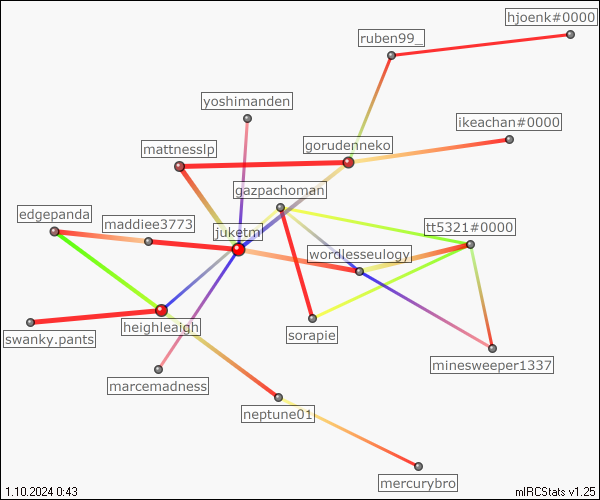 hjoenk#0000
ruben99_
yoshimanden
ikeachan#0000
gorudenneko
mattnesslp
gazpachoman
edgepanda
maddiee3773
juketm
tt5321#0000
wordlesseulogy
heighleaigh
sorapie
swanky.pants
minesweeper1337
marcemadness
neptune01
mercurybro
1.10.2024 0:43
mIRCStats v1.25